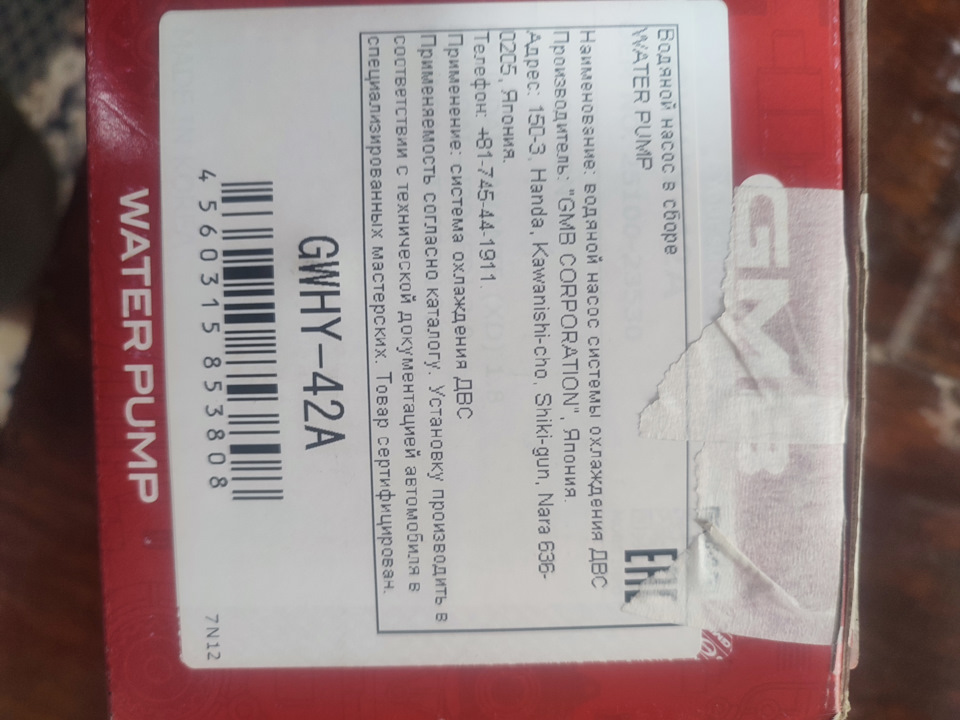 GMB
Водяной насос в сборе
WATER PUMP
EAC
Наименование: водяной насос системы охлаждения ДВС
Производитель: "GMB CORPORATION", Япония.
Адрес: 150-3, Handa, Kawanishi-cho, Shiki-gun, Nara 636-
0205, Япония.
Телефон: +81-745-44-1911.
Применение: система охлаждения ДВС
Применяемость согласно каталогу. Установку производить в
соответствии с технической документацией автомобиля в
специализированных мастерских. Товар сертифицирован.
GWHY-42A
4 560315 853808
7N12
WATER PUMP